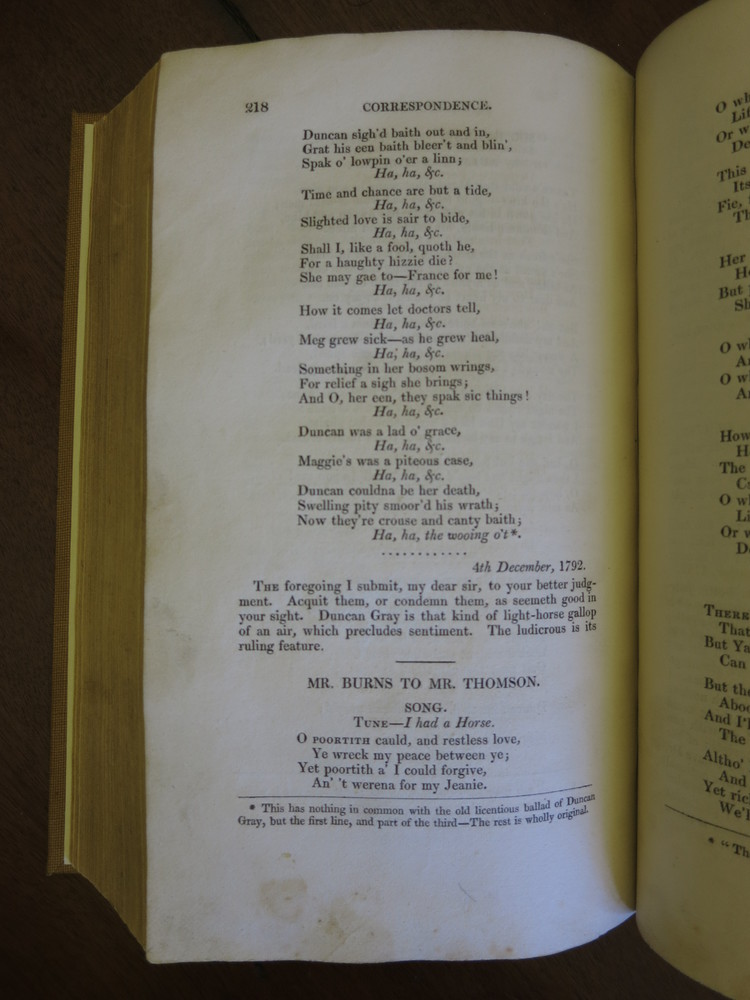 218 CORRESPONDENCE.
Duncan sigh'd baith out and in,
Grat his een baith bleer't and blin',
Spak o' lowpin o'er a linn;
Ha, ha, &c.
Time and chance are but a tide,
Ha, ha, &c.
Slighted love is sair to bide,
Ha, ha, &c.
Shall I, like a fool, quoth he,
For a haughty hizzie die?
She may gae to—France for me!
Ha, ha, &c.
How it comes let doctors tell,
Ha, ha, &c.
Meg grew sick—as he grew heal,
Ha, ha, &c.
Something in her bosom wrings,
For relief a sigh she brings;
And O, her een, they spak sic things!
Ha, ha, &c.
Duncan was a lad o' grace,
Ha, ha, &c.
Maggie's was a piteous case,
Ha, ha, &c.
Duncan couldna be her death,
Swelling pity smoor'd his wrath;
Now they're crouse and canty baith;
Ha, ha, the wooing o't*.
............
4th December, 1792.
THE foregoing I submit, my dear sir, to your better judg-
ment. Acquit them, or condemn them, as seemeth good in
your sight. Duncan Gray is that kind of light-horse gallop
of an air, which precludes sentiment. The ludicrous is its
ruling feature.
MR. BURNS TO MR. THOMSON.
SONG.
TUNE—I had a Horse.
O POORTITH cauld, and restless love,
Ye wreck my peace between ye;
Yet poortith a' I could forgive,
An' 't werena for my Jeanie.
* This has nothing in common with the old licentious ballad of Duncan
Gray, but the first line, and part of the third—The rest is wholly original.
O
Or
This
Its
Fie,
Her
But
O
O
How
H
The
O
Or
THERE
That
But Ya
Can
But the
And I'
The
Altho'
And
Yet
We'l
* "Th